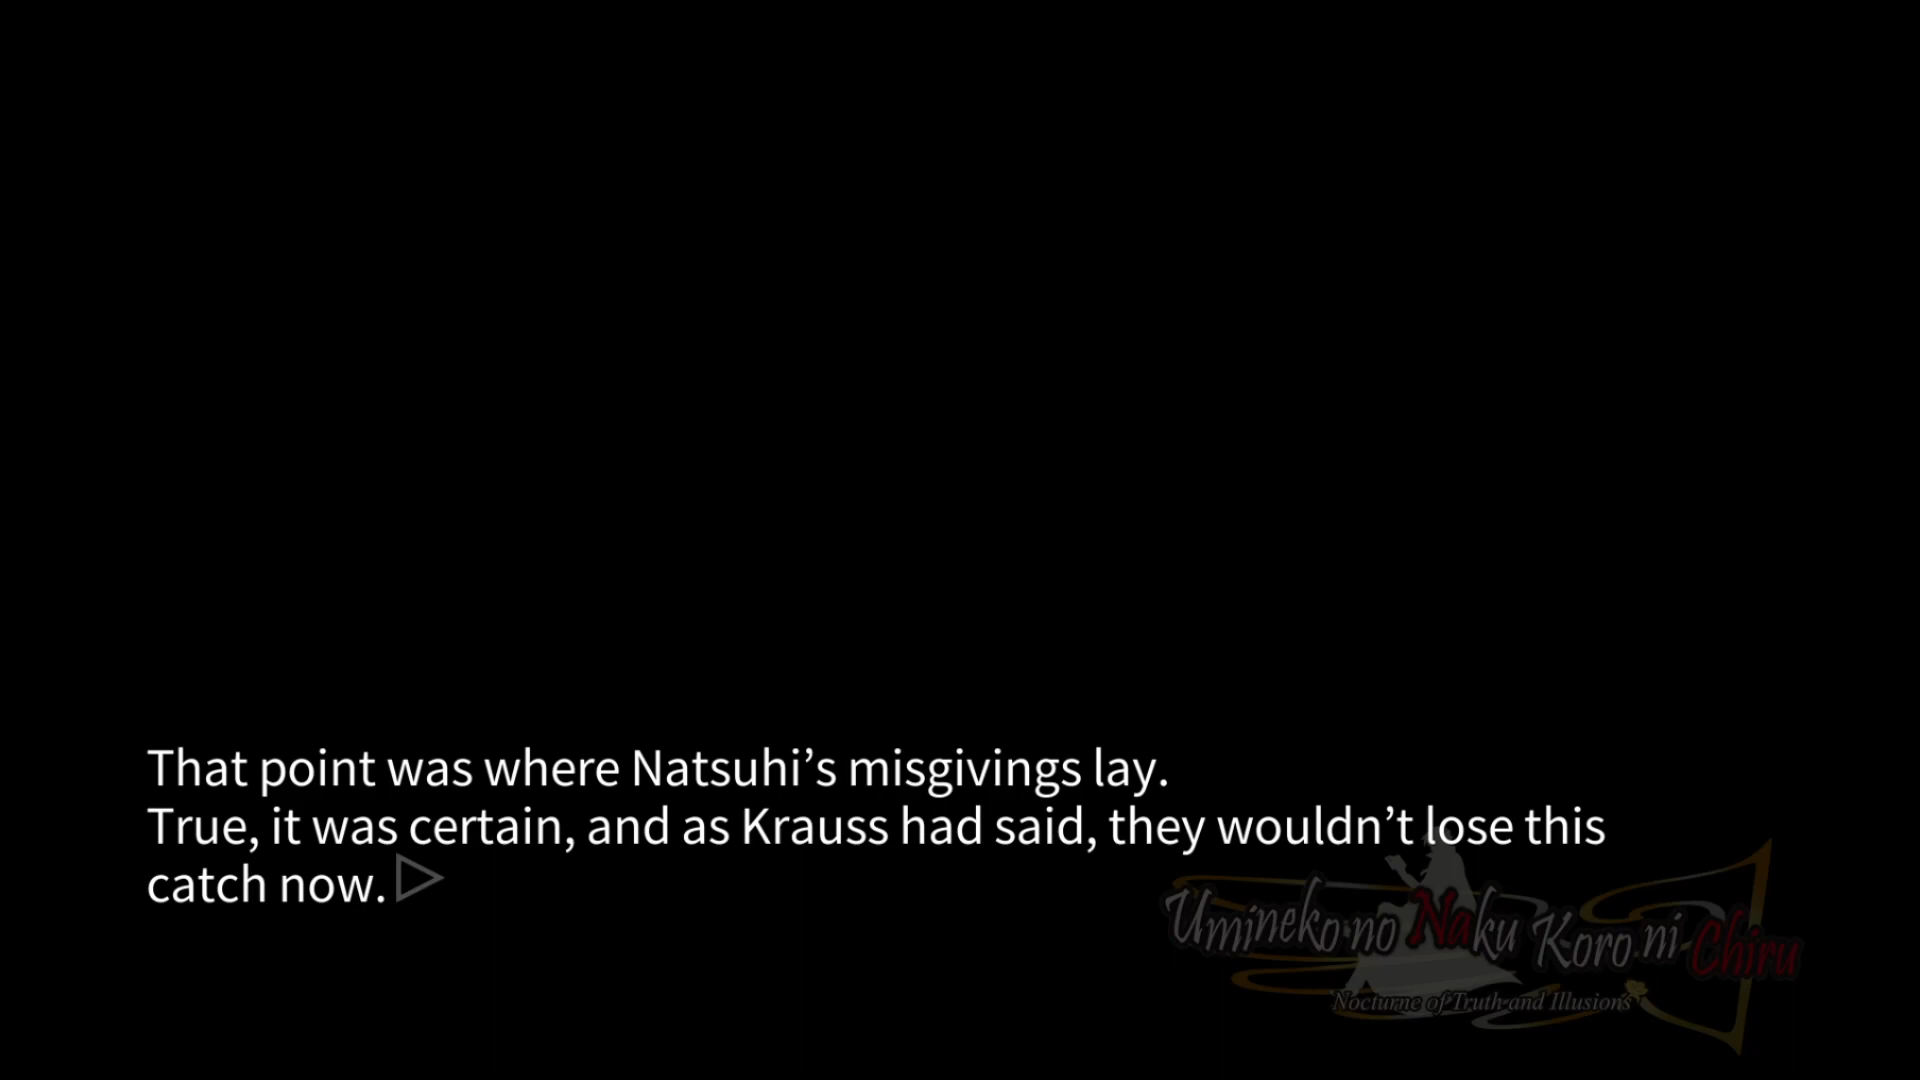 That point was where Natsuhi’s misgivings lay.
True, it was certain, and as Krauss had said, they wouldn’t lose this
catch now.
Umineko no Naku Koro ni Chiru
Nocturne of Truth and Illusions